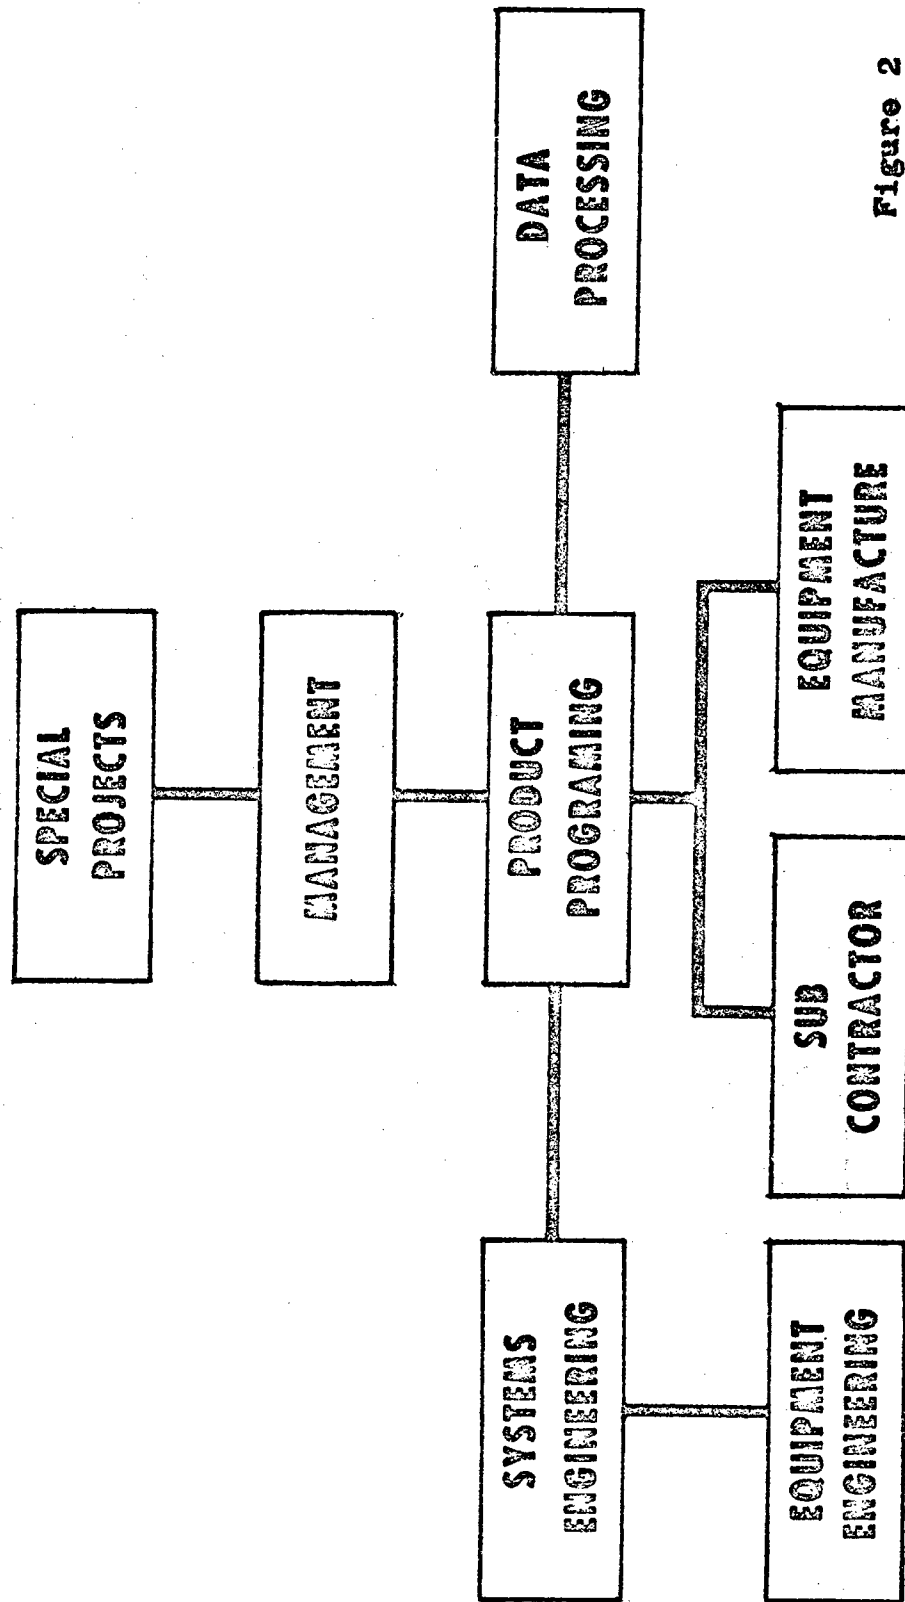 SPECIAL
PROJECTS
MANAGEMENT
PRODUCT
PROGRAMING
DATA
PROCESSING
SYSTEMS
ENGINEERING
EQUIPMENT
ENGINEERING
SUB
CONTRACTOR
EQUIPMENT
MANUFACTURE
Figure 2